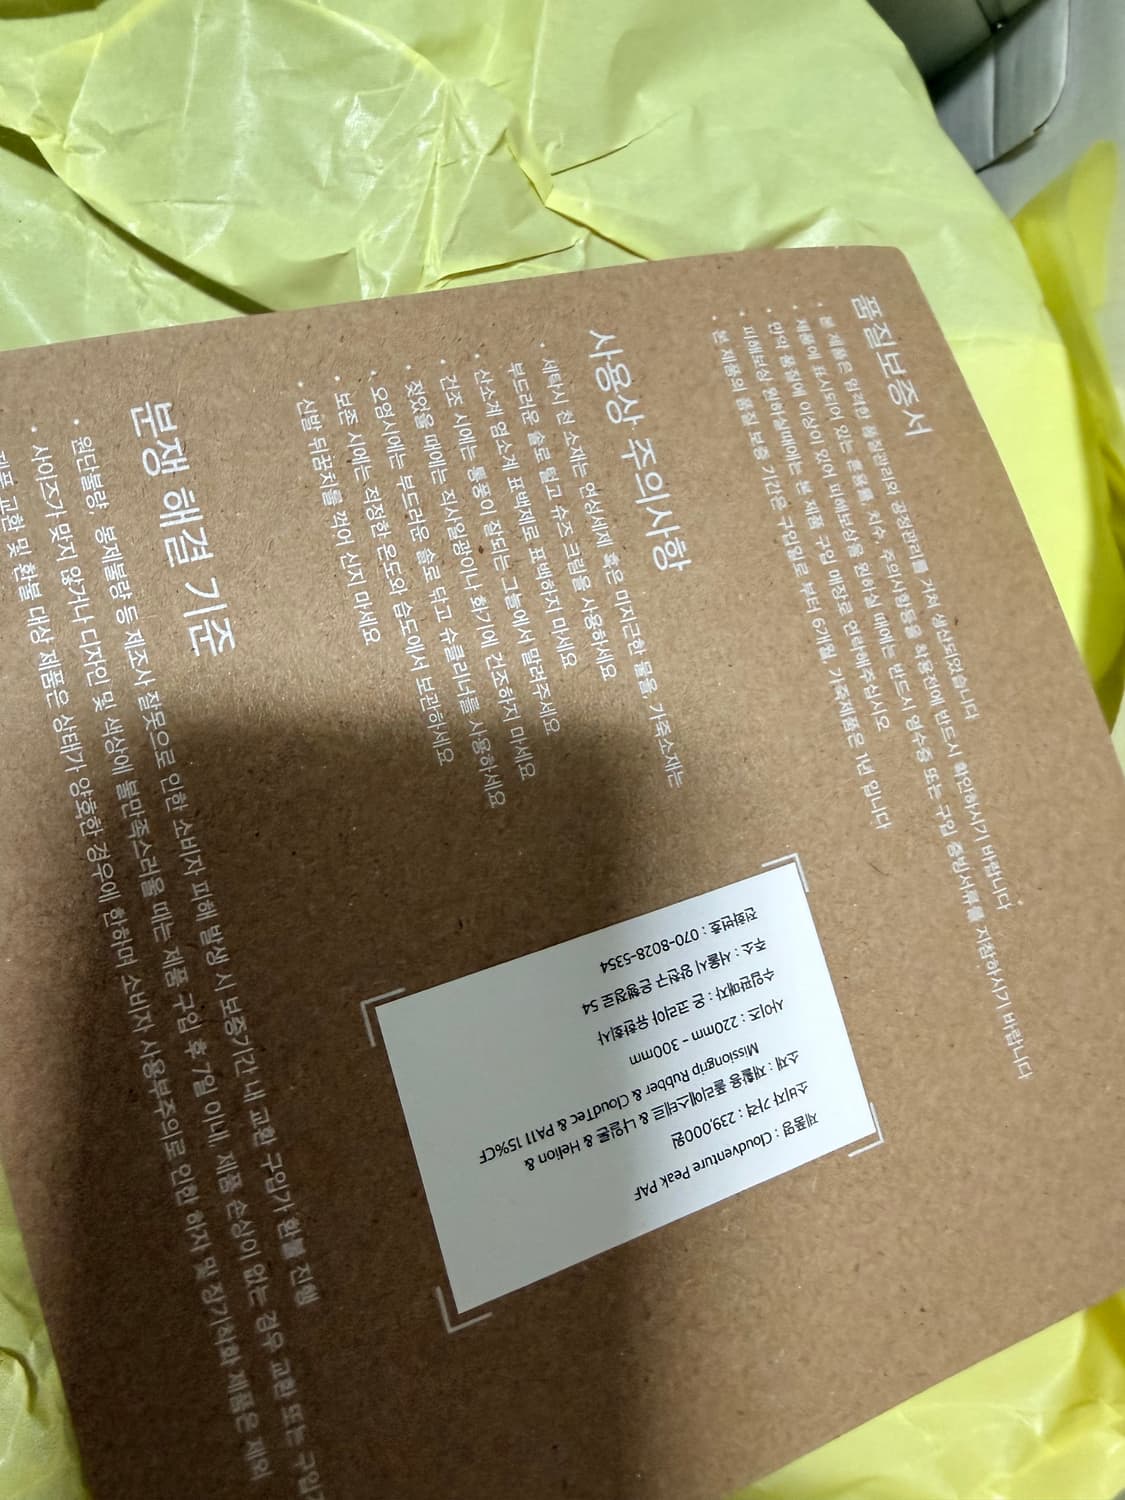 품질보증서
• 본 제품은 엄격한 품질관리와 공정관리를 거쳐 생산되었습니다
• 제품에 표시되어 있는 혼용률, 치수, 주의사항등을 착용전에 반드시 확인하시기 바랍니다
• 만약 품질에 이상이 있어 피해보상을 원하실 때에는 반드시 영수증 또는 구입 증빙서류를 지참하시기 바랍니다
• 피해보상 원하실때에는 본 제품 구입 매장로 연락해주십시요
• 본 제품의 품질 보증 기간은 구입일로 부터 6개월, 가죽제품은 1년 입니다
사용상 주의사항
• 세탁시 천 소재는 연성세제 혹은 미지근한 물을, 가죽소재는
부드러운 솔로 털고 슈즈 크림을 사용하세요
• 산소계 염소계 표백제로 표백하지 마세요
• 건조 시에는 통풍이 잘되는 그늘에서 말려주세요
• 젖었을 때에는 직사일광이나 화기에 건조하지 마세요
• 오염시에는 부드러운 솔로 닦고 슈클리너를 사용하세요
• 보존 시에는 적정한 온도와 습도에서 보관하세요
• 신발 뒤꿈치를 꺾어 신지 마세요
분쟁 해결 기준
• 원단불량, 봉제불량 등 제조사 잘못으로 인한 소비자 피해 발생 시 보증기간 내 교환, 구입가 환불 진행
• 사이즈가 맞지 않거나 디자인 및 색상에 불만족스러울 때는 제품 구입 후 7일 이내, 제품 손상이 없는 경우 교환 또는 구입가
제품 교환 및 환불 대상 제품은 상태가 양호한 경우에 한하며 소비자 사용부주의로 인한 하자 및 장기착화 제품은 제외
제품명 : Cloudventure Peak PAF
소비자 가격 : 239,000원
소재 : 재활용 폴리에스테르 & 나일론 & Helion &
Missiongrip Rubber & CloudTec & PA11 15%CF
사이즈 : 220mm ~ 300mm
수입판매자 : 온 코리아 유한회사
주소 : 서울시 양천구 은행정로 54
전화번호 : 070-8028-5354